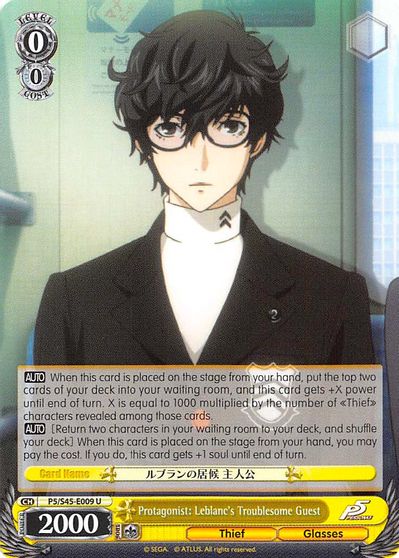 LEVEL
0
0
COST
AUTO When this card is placed on the stage from your hand, put the top two
cards of your deck into your waiting room, and this card gets +X power
until end of turn. X is equal to 1000 multiplied by the number of «Thief»
characters revealed among those cards.
AUTO [Return two characters in your waiting room to your deck, and shuffle
your deck] When this card is placed on the stage from your hand, you may
pay the cost. If you do, this card gets +1 soul until end of turn.
Card Name ルブランの居候 主人公
CH P5/S45-E009 U
Protagonist: Leblanc's Troublesome Guest
P5
POWER 2000 SOUL
Thief Glasses
© SEGA. © ATLUS. All rights reserved.